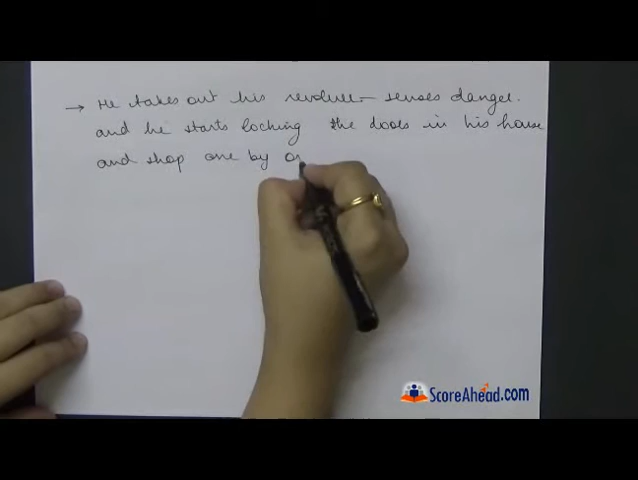 → He takes out his revolver - senses danger.
and he starts locking the doors in his house
and shop one by on
ScoreAhead.com